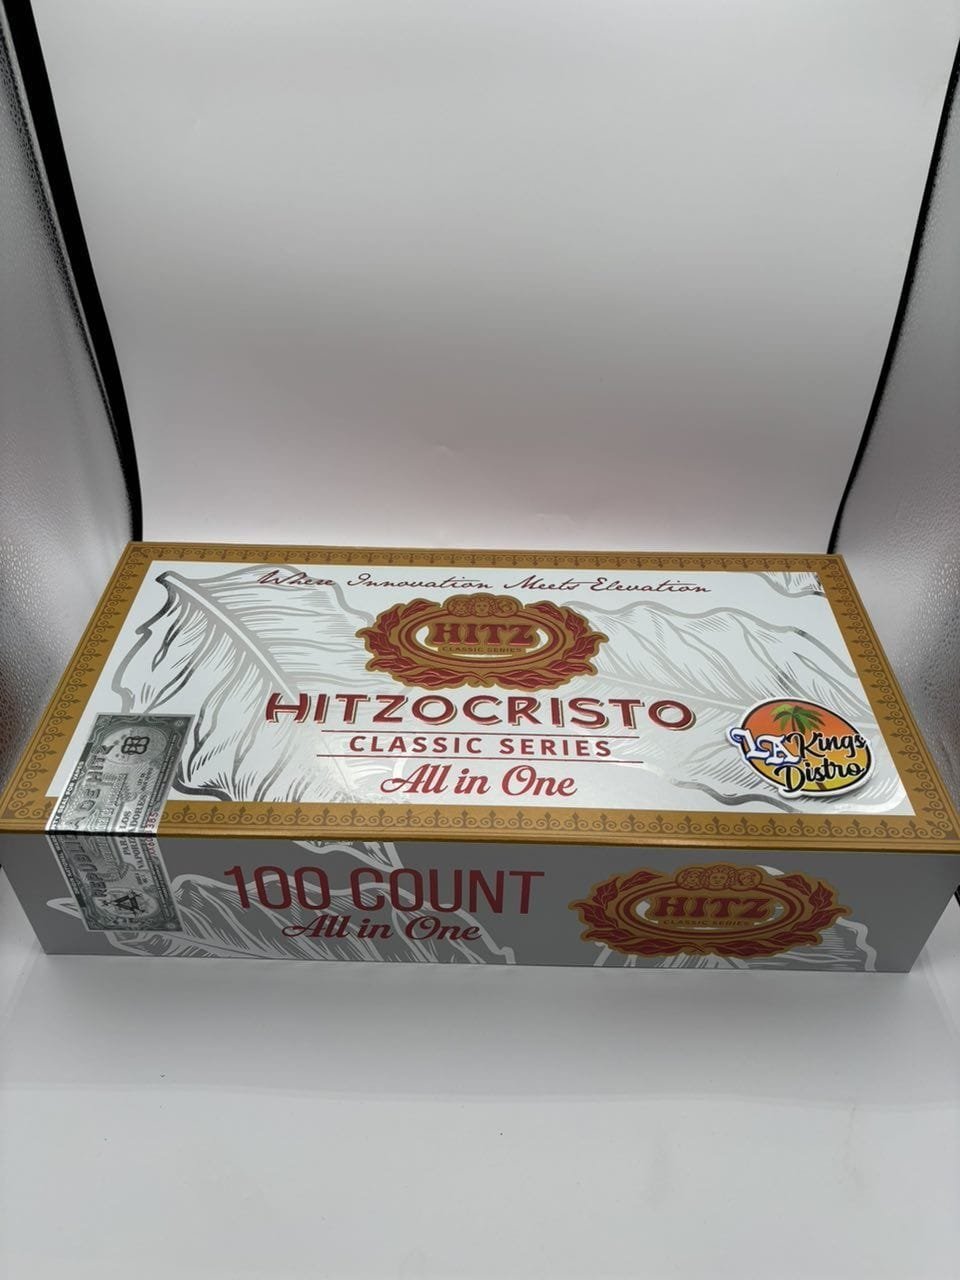 Where Innovation Meets Elevation
HITZ
CLASSIC SERIES
HITZOCRISTO
CLASSIC SERIES
All in One
LA Kings
Distro
100 COUNT
All in One
HITZ
CLASSIC SERIES